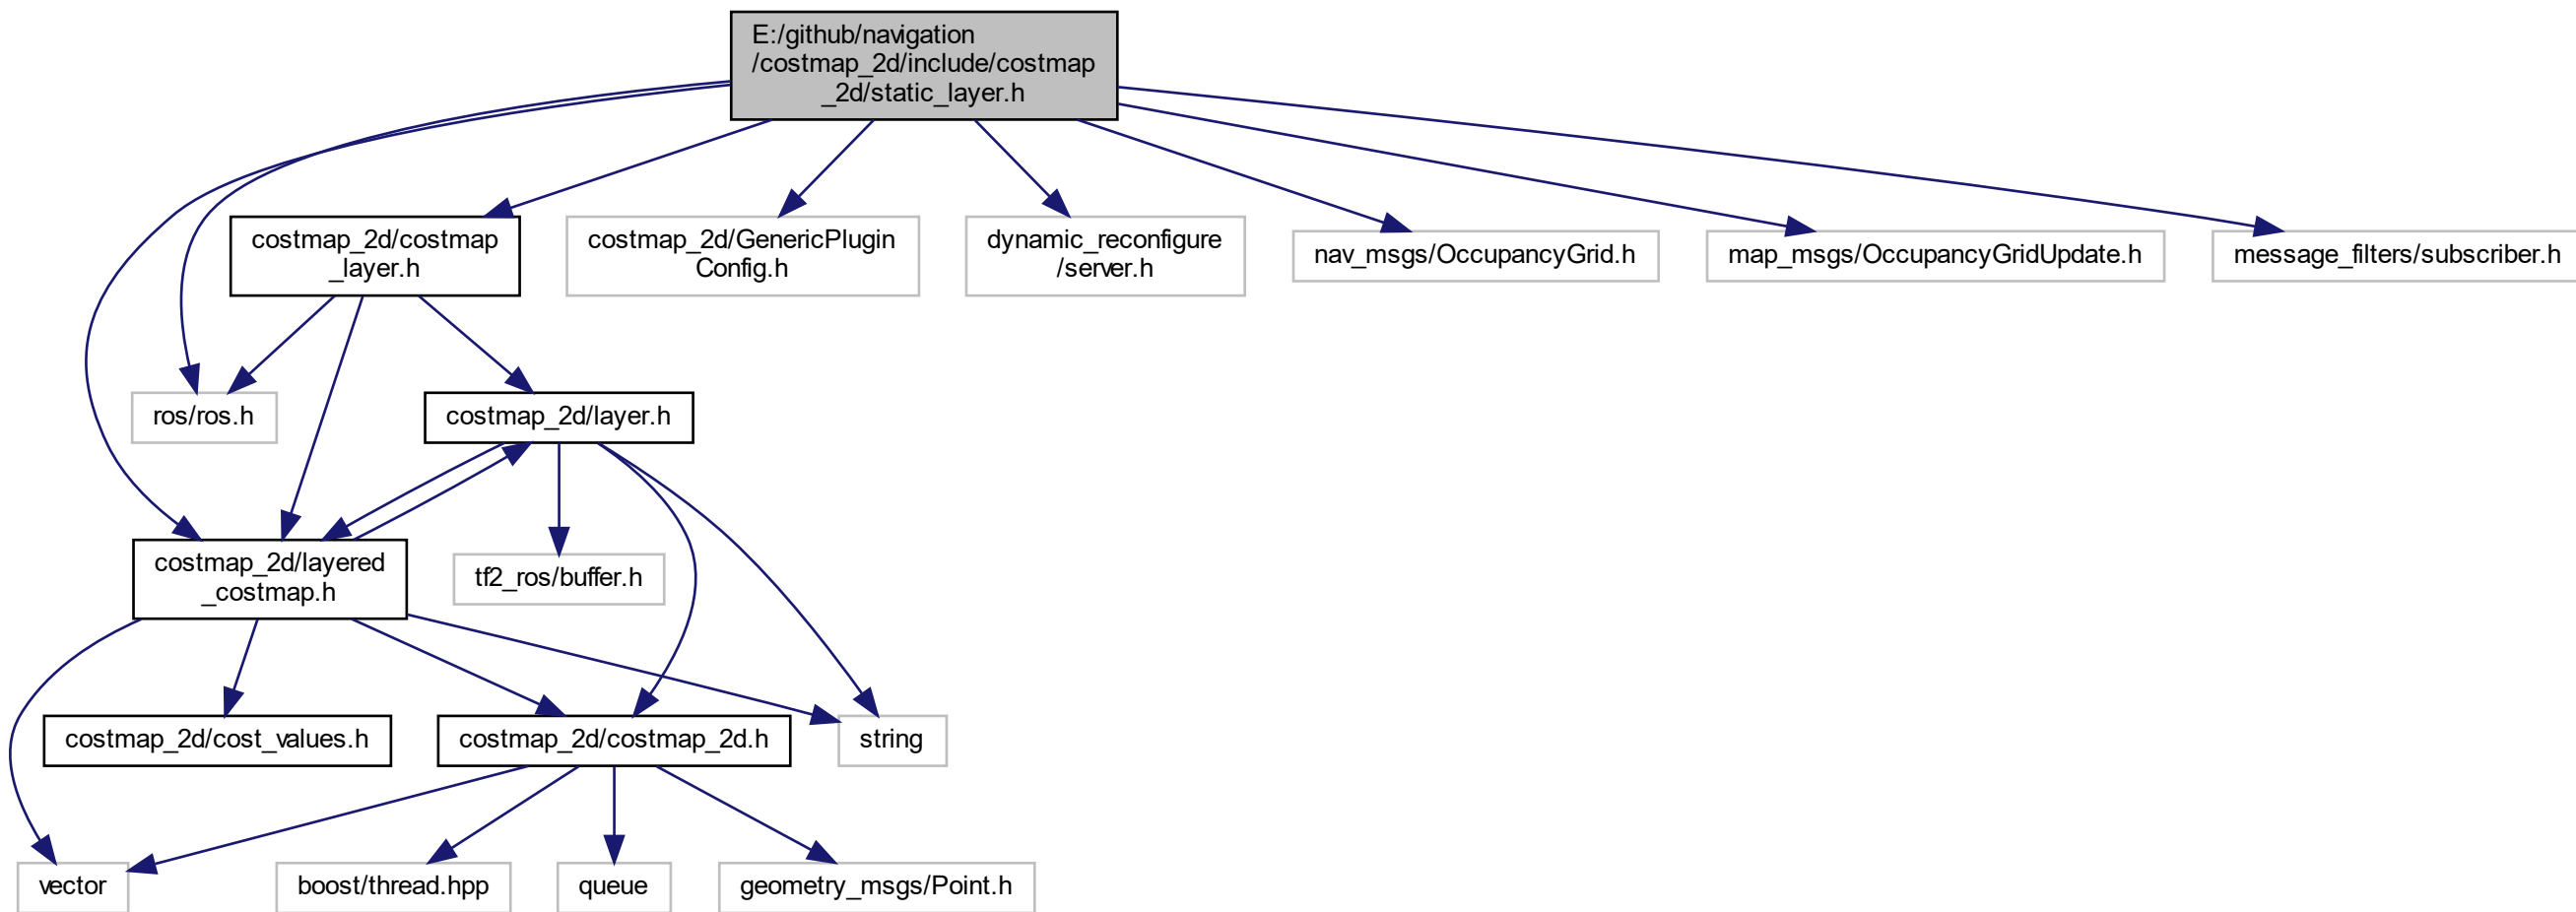 E:/github/navigation
/costmap_2d/include/costmap
_2d/static_layer.h
costmap_2d/costmap
_layer.h
costmap_2d/GenericPlugin
Config.h
dynamic_reconfigure
/server.h
nav_msgs/OccupancyGrid.h
map_msgs/OccupancyGridUpdate.h
message_filters/subscriber.h
ros/ros.h
costmap_2d/layer.h
costmap_2d/layered
_costmap.h
tf2_ros/buffer.h
costmap_2d/cost_values.h
costmap_2d/costmap_2d.h
string
vector
boost/thread.hpp
queue
geometry_msgs/Point.h